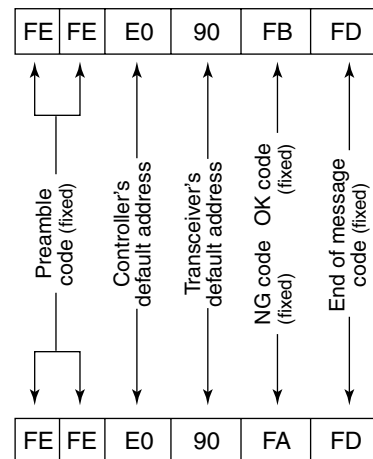 FE FE E0 90 FB FD
Preamble
code (fixed)
Controller's
default address
Transceiver's
default address
OK code
(fixed)
NG code
(fixed)
End of message
code (fixed)
FE FE E0 90 FA FD